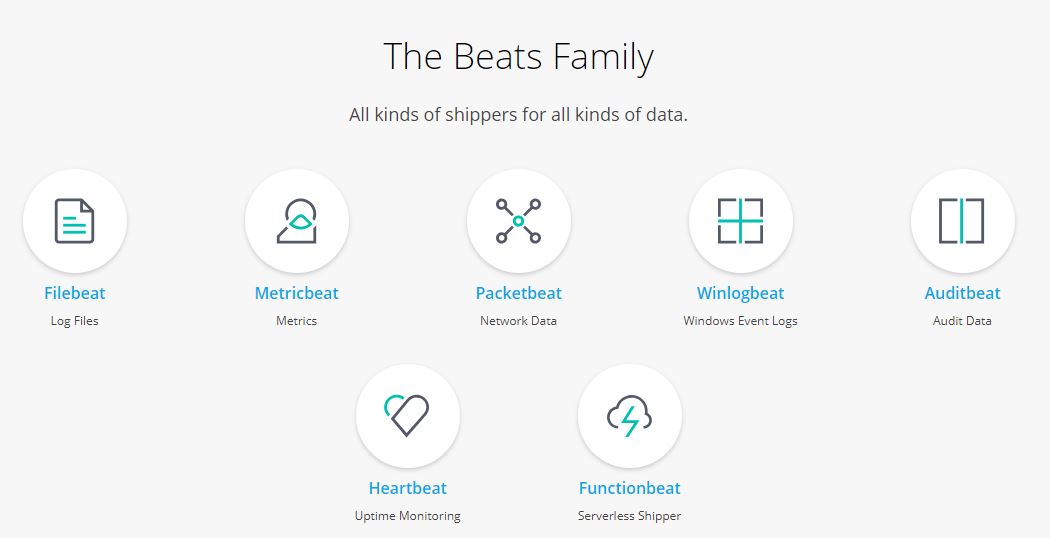 The Beats Family
All kinds of shippers for all kinds of data.
Filebeat
Log Files
Metricbeat
Metrics
Packetbeat
Network Data
Winlogbeat
Windows Event Logs
Auditbeat
Audit Data
Heartbeat
Uptime Monitoring
Functionbeat
Serverless Shipper